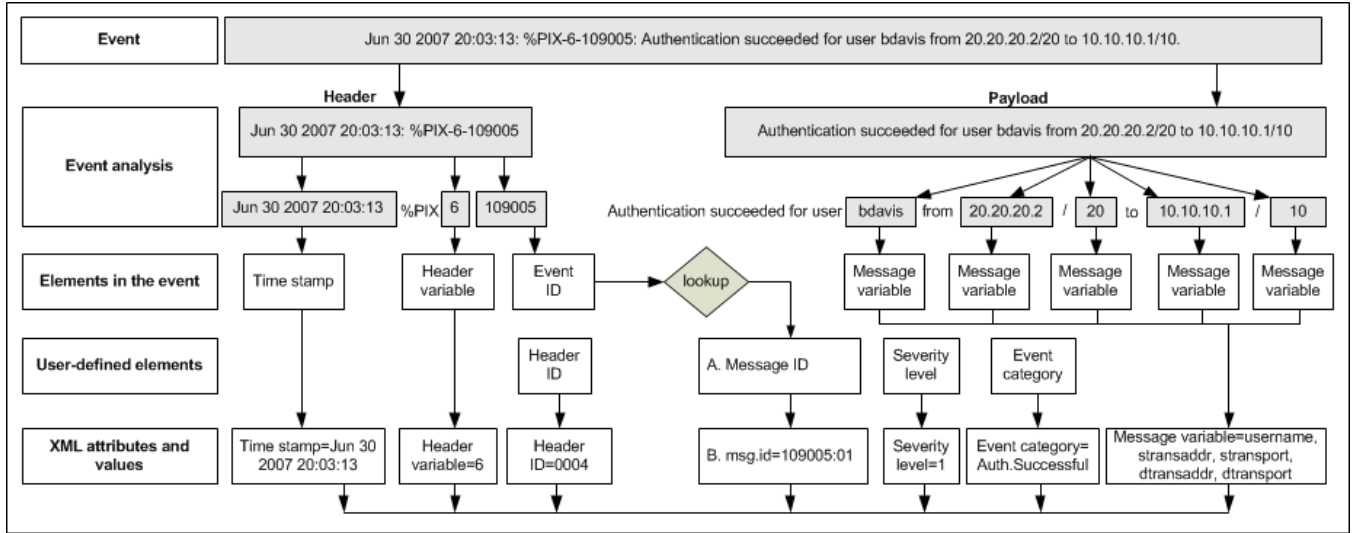 Event
Jun 30 2007 20:03:13: %PIX-6-109005: Authentication succeeded for user bdavis from 20.20.20.2/20 to 10.10.10.1/10.
Header
Payload
Event analysis
Jun 30 2007 20:03:13: %PIX-6-109005
Authentication succeeded for user bdavis from 20.20.20.2/20 to 10.10.10.1/10
Jun 30 2007 20:03:13 %PIX 6 109005
Authentication succeeded for user bdavis from 20.20.20.2 / 20 to 10.10.10.1 / 10
Elements in the event
Time stamp
Header
variable
Event
ID
lookup
Message
variable
Message
variable
Message
variable
Message
variable
Message
variable
User-defined elements
Header
ID
A. Message ID
Severity
level
Event
category
XML attributes and
values
Time stamp=Jun 30
2007 20:03:13
Header
variable=6
Header
ID=0004
B. msg.id=109005:01
Severity
level=1
Event category=
Auth.Successful
Message variable=username,
stransaddr, stransport,
dtransaddr, dtransport